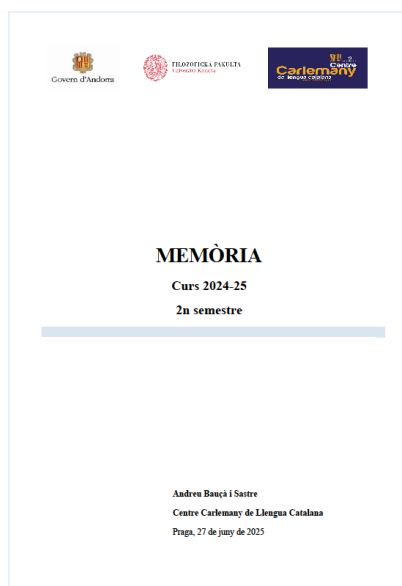 Govern d'Andorra
FILOZOFICKÁ FAKULTA
Univerzita Karlova
Centre
Carlemany
de llengua catalana
MEMÒRIA
Curs 2024-25
2n semestre
Andreu Bauçà i Sastre
Centre Carlemany de Llengua Catalana
Praga, 27 de juny de 2025